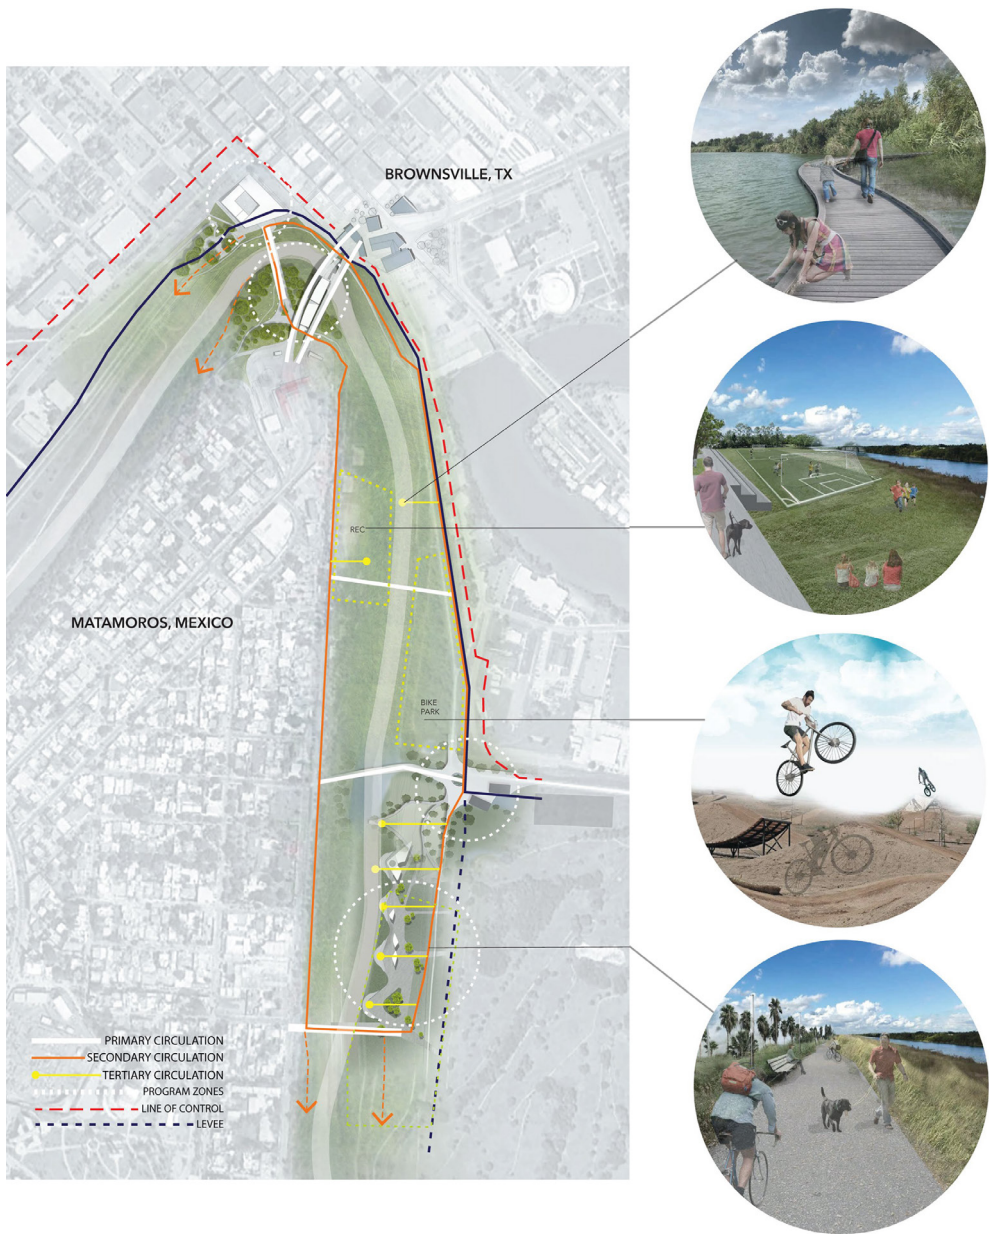 BROWNSVILLE, TX
REC
MATAMOROS, MEXICO
BIKE
PARK
PRIMARY CIRCULATION
SECONDARY CIRCULATION
TERTIARY CIRCULATION
PROGRAM ZONES
LINE OF CONTROL
LEVEE